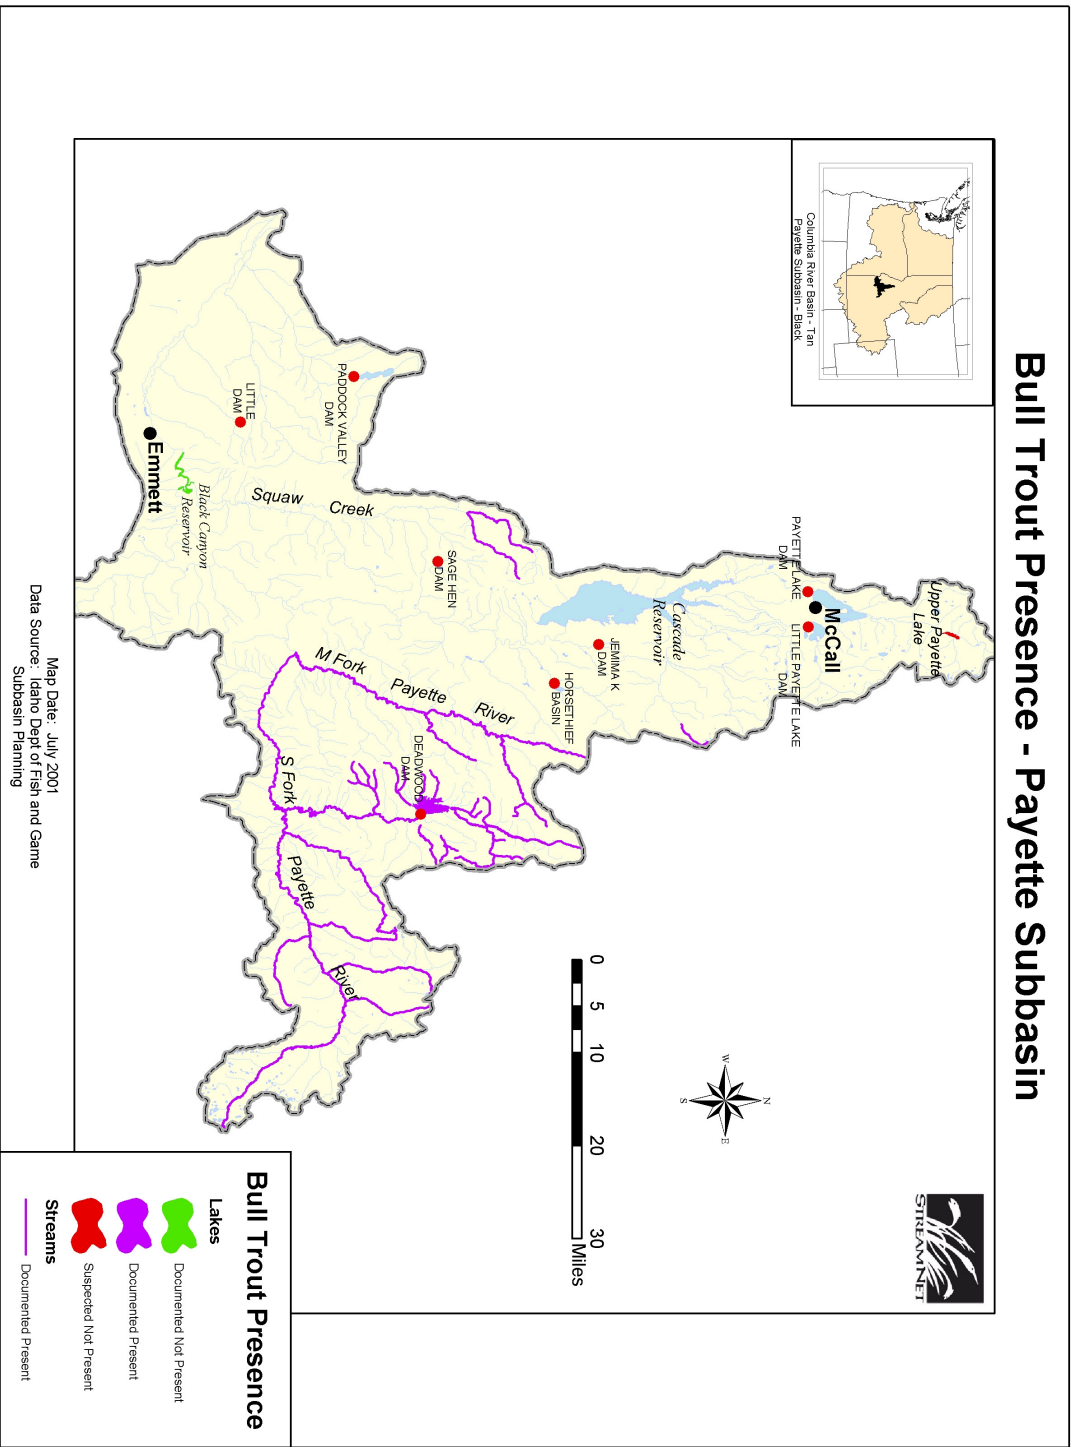 Bull Trout Presence - Payette Subbasin
Columbia River Basin - Tan
Payette Subbasin - Black
STREAMNET
Upper Payette
Lake
McCall
PAYETTE LAKE
DAM
LITTLE PAYETTE LAKE
DAM
Cascade
Reservoir
JEMIMA K
DAM
HORSETHIEF
BASIN
SAGE HEN
DAM
PADDOCK VALLEY
DAM
LITTLE
DAM
Squaw
Creek
Black Canyon
Reservoir
Emmett
M Fork
Payette
River
DEADWOOD
DAM
S Fork
Payette
River
N
W
E
S
0
5
10
20
30
Miles
Bull Trout Presence
Lakes
Documented Not Present
Documented Present
Suspected Not Present
Streams
Documented Present
Map Date: July 2001
Data Source: Idaho Dept of Fish and Game
Subbasin Planning